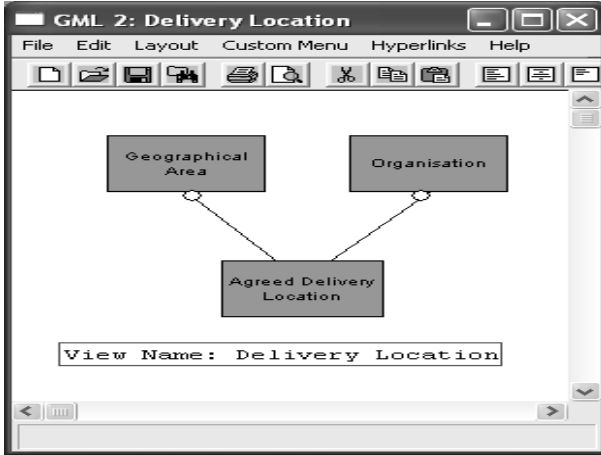 GML 2: Delivery Location
File Edit Layout Custom Menu Hyperlinks Help
Geographical
Area
Organisation
Agreed Delivery
Location
View Name: Delivery Location